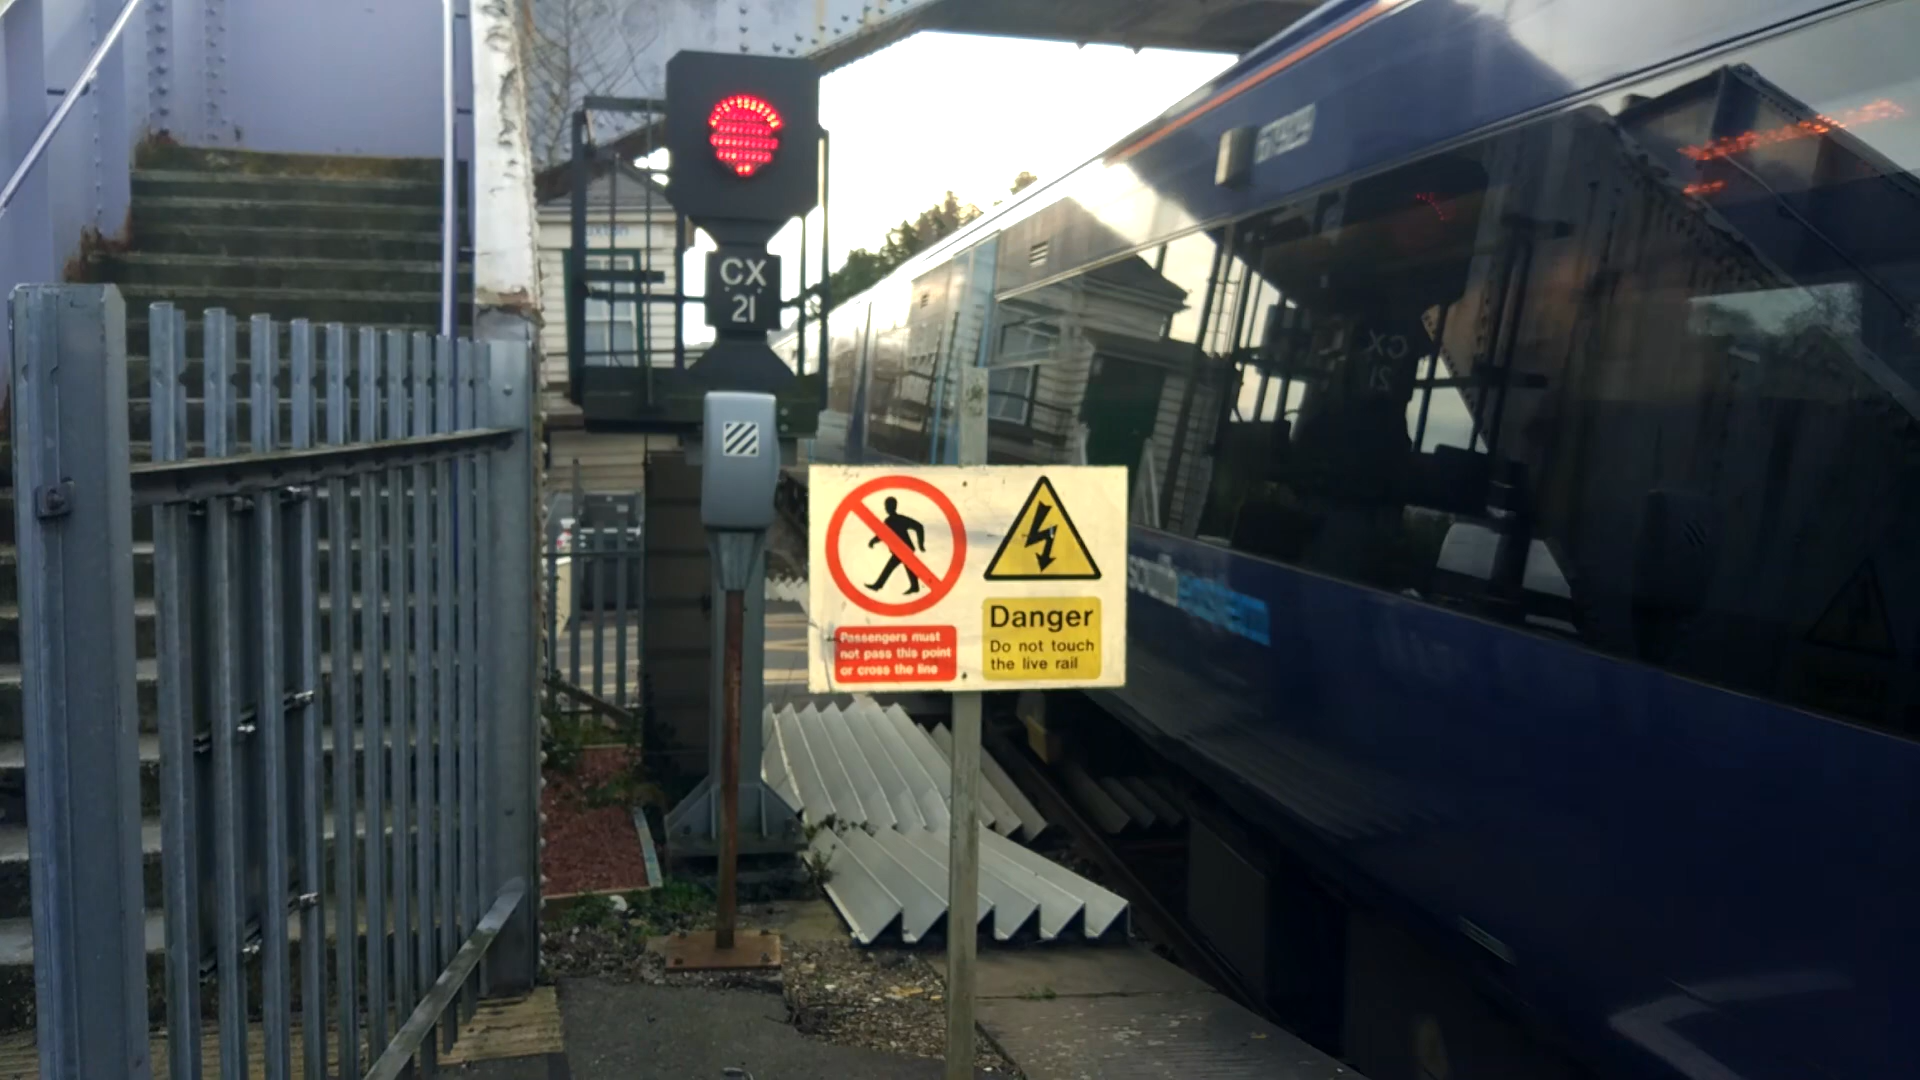 CX
21
Passengers must
not pass this point
or cross the line
Danger
Do not touch
the live rail
southeastern